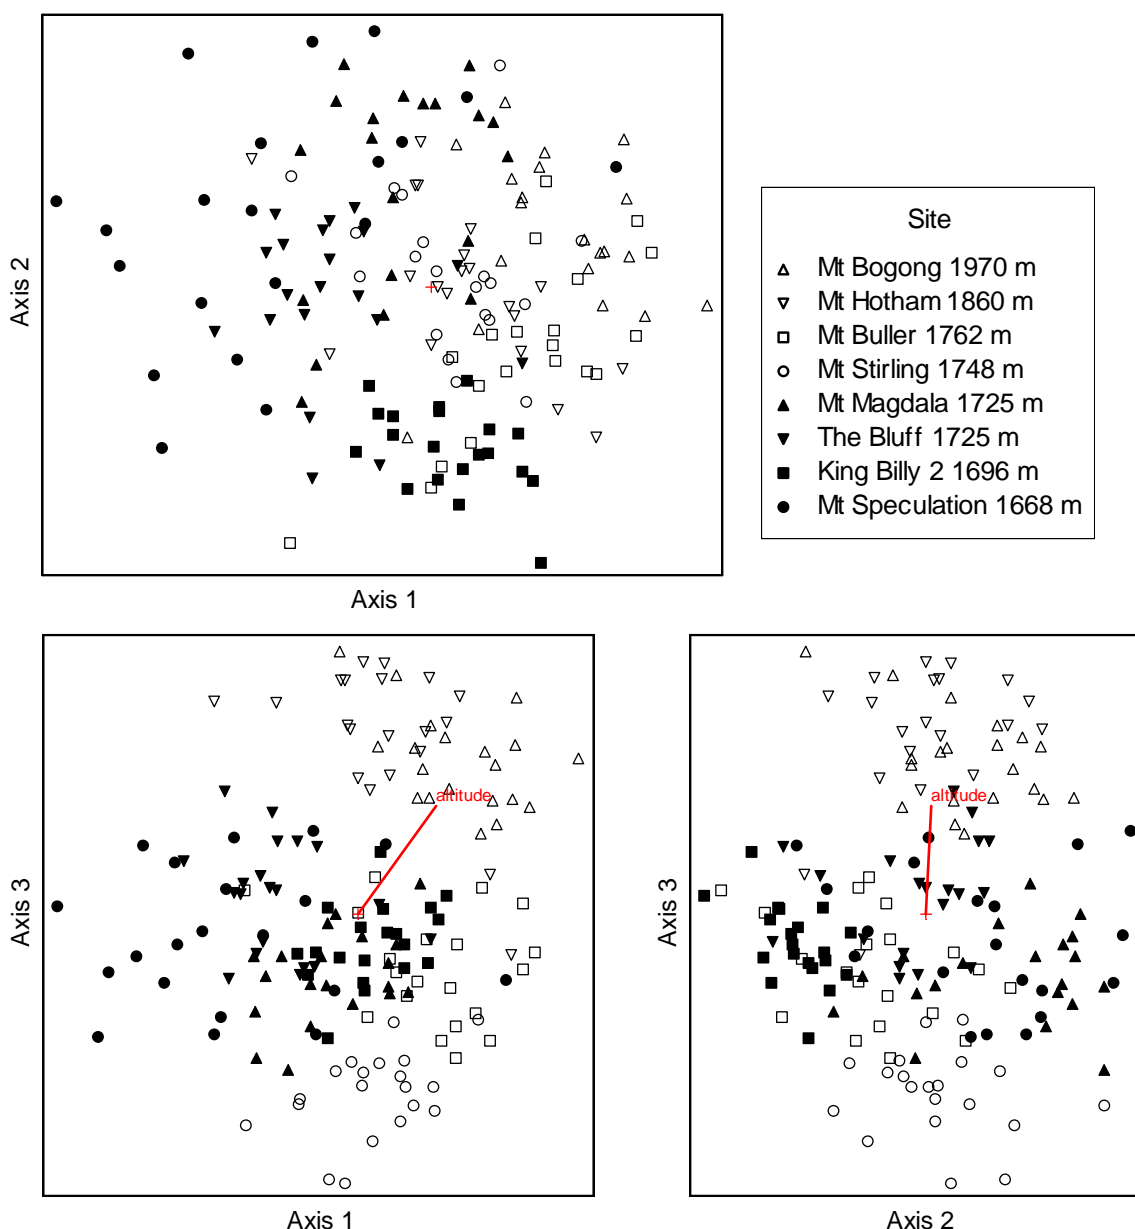 Axis 2
Axis 1
Site
Mt Bogong 1970 m
Mt Hotham 1860 m
Mt Buller 1762 m
Mt Stirling 1748 m
Mt Magdala 1725 m
The Bluff 1725 m
King Billy 2 1696 m
Mt Speculation 1668 m
altitude
Axis 3
Axis 1
altitude
Axis 3
Axis 2